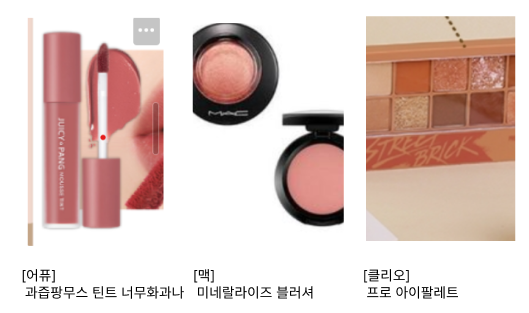 JUICY-PANG MOUSSE TINT
MAC
STREET
BRICK
[어퓨]
과즙팡무스 틴트 너무화과나
[맥]
미네랄라이즈 블러셔
[클리오]
프로 아이팔레트